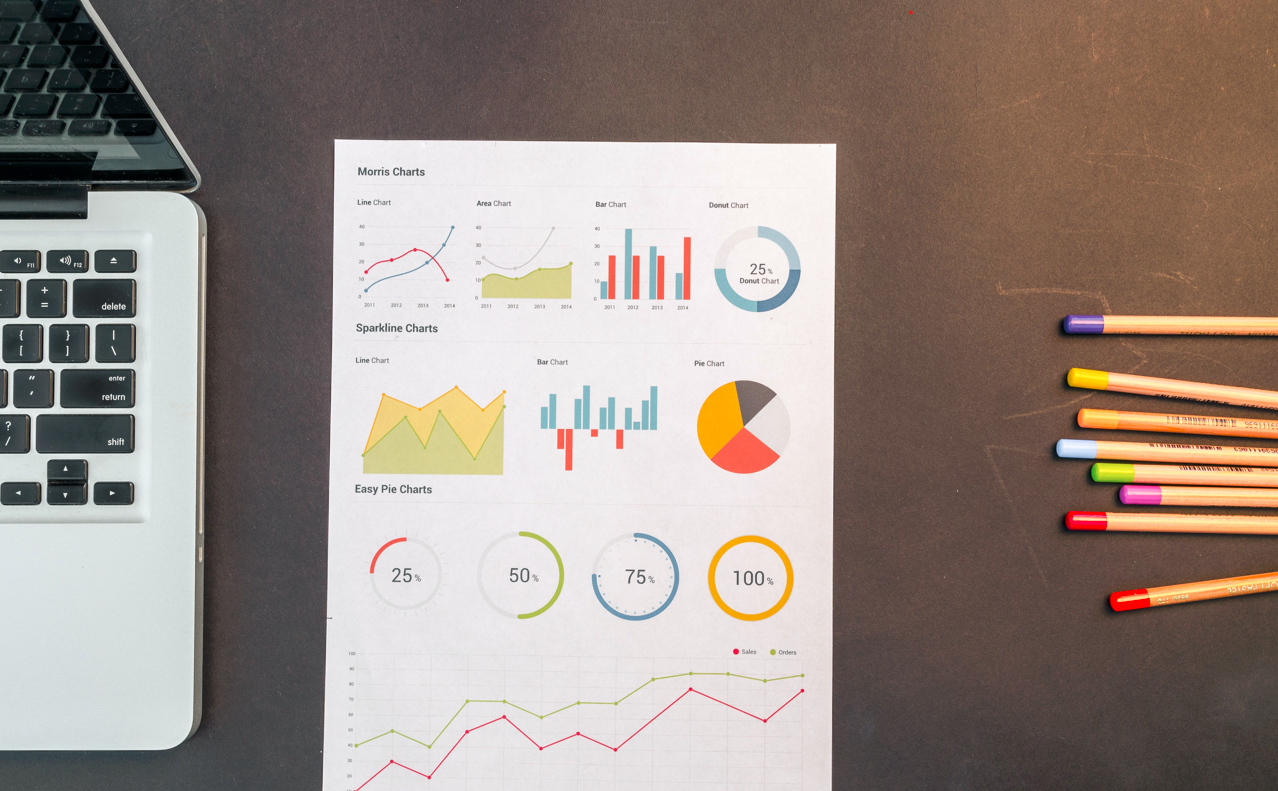 Morris Charts
Line Chart
Area Chart
Bar Chart
Donut Chart
40
30
20
10
0
2011 2012 2013 2014
40
30
20
10
0
2011 2012 2013 2014
40
30
20
10
0
2011 2012 2013 2014
25%
Donut Chart
Sparkline Charts
Line Chart
Bar Chart
Pie Chart
Easy Pie Charts
25%
50%
75%
100%
Sales Orders
100
90
80
70
60
50
40
30
20
F11 F12
+
=
delete
{ } |
[ ] \
"
'
enter
return
?
/
shift